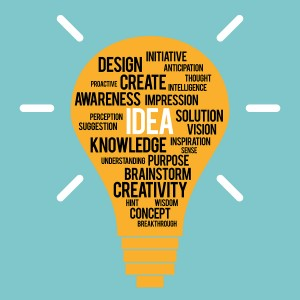 INITIATIVE
DESIGN ANTICIPATION
PROACTIVE CREATE THOUGHT
INTELLIGENCE
AWARENESS IMPRESSION
PERCEPTION IDEA SOLUTION
SUGGESTION VISION
KNOWLEDGE INSPIRATION
SENSE
UNDERSTANDING PURPOSE
BRAINSTORM
CREATIVITY
HINT WISDOM
CONCEPT
BREAKTHROUGH